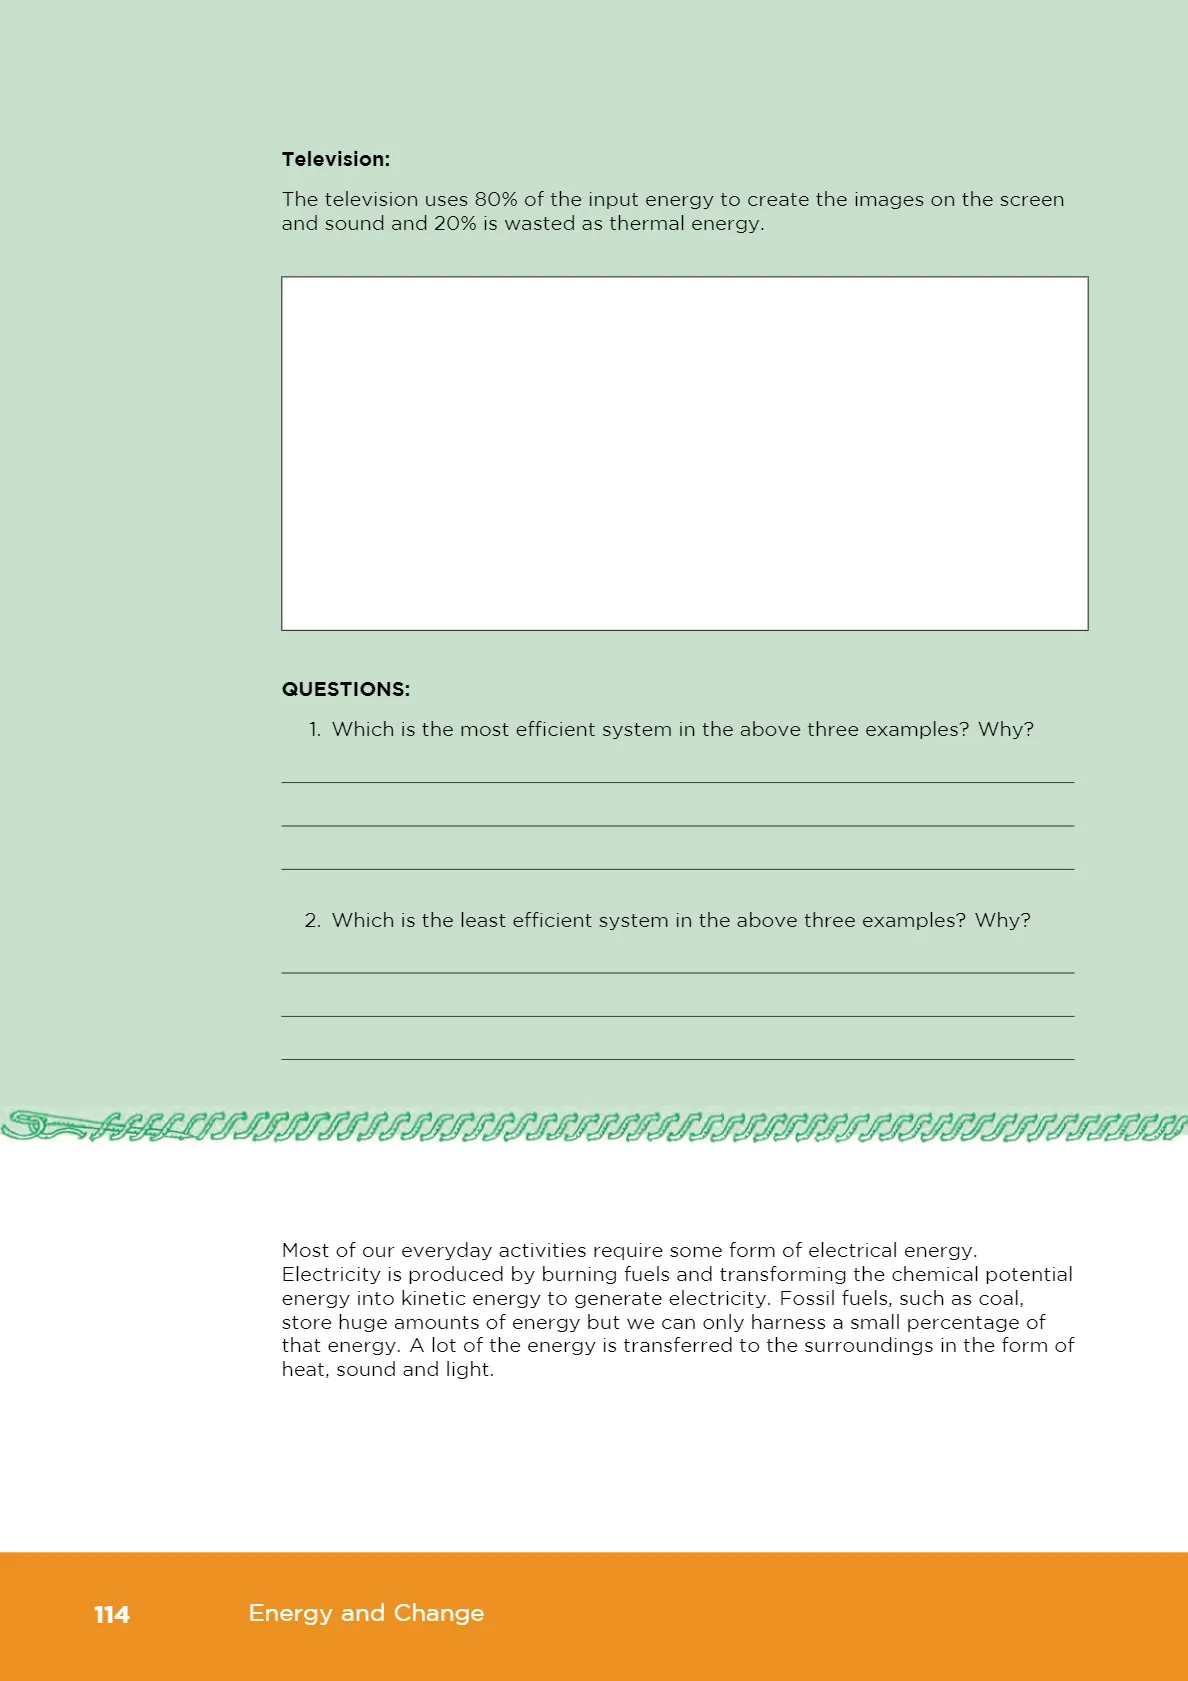 Television:
The television uses 80% of the input energy to create the images on the screen
and sound and 20% is wasted as thermal energy.
QUESTIONS:
1. Which is the most efficient system in the above three examples? Why?
2. Which is the least efficient system in the above three examples? Why?
Most of our everyday activities require some form of electrical energy.
Electricity is produced by burning fuels and transforming the chemical potential
energy into kinetic energy to generate electricity. Fossil fuels, such as coal,
store huge amounts of energy but we can only harness a small percentage of
that energy. A lot of the energy is transferred to the surroundings in the form of
heat, sound and light.
114 Energy and Change